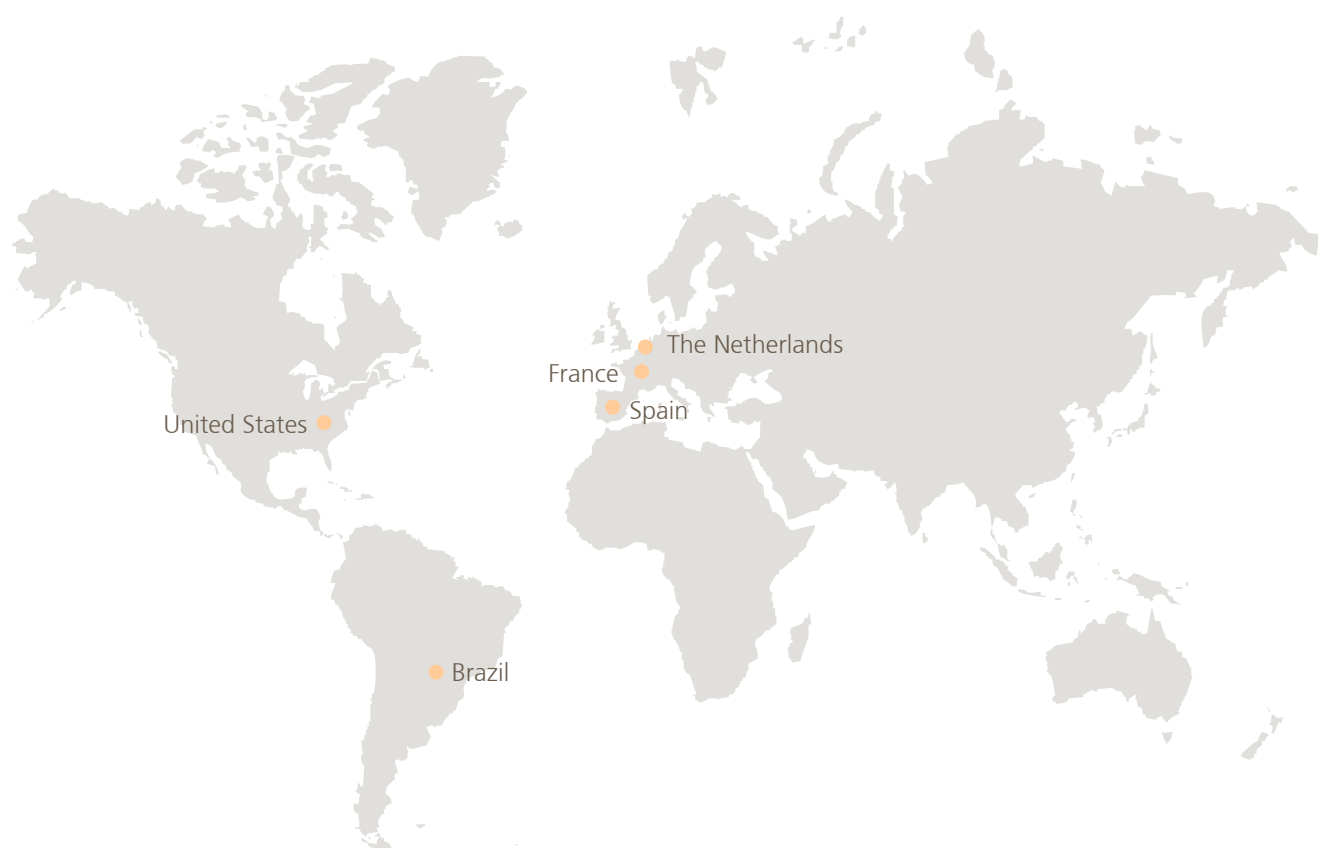 The Netherlands
France
Spain
United States
Brazil